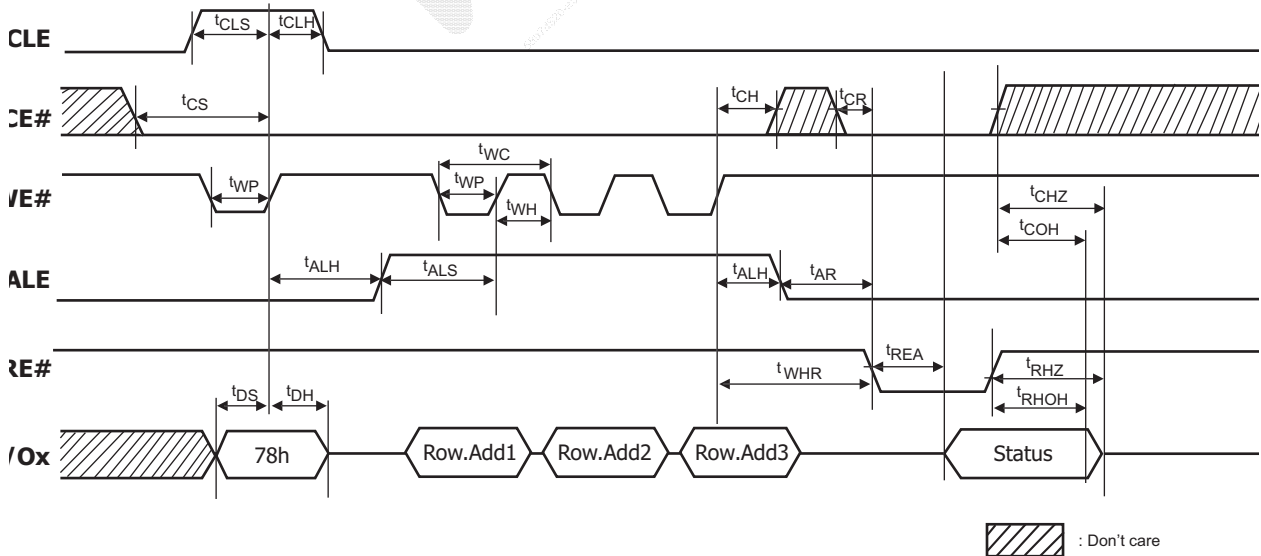 CLE
tCLS tCLH
CE#
tCS tCH tCR
WE#
tWP tWC tWP tWH
tCHZ
tCOH
ALE
tALH tALS tALH tAR
RE#
tREA
tWHR
tRHZ
tRHOH
tDS tDH
I/Ox
78h Row.Add1 Row.Add2 Row.Add3 Status
: Don't care